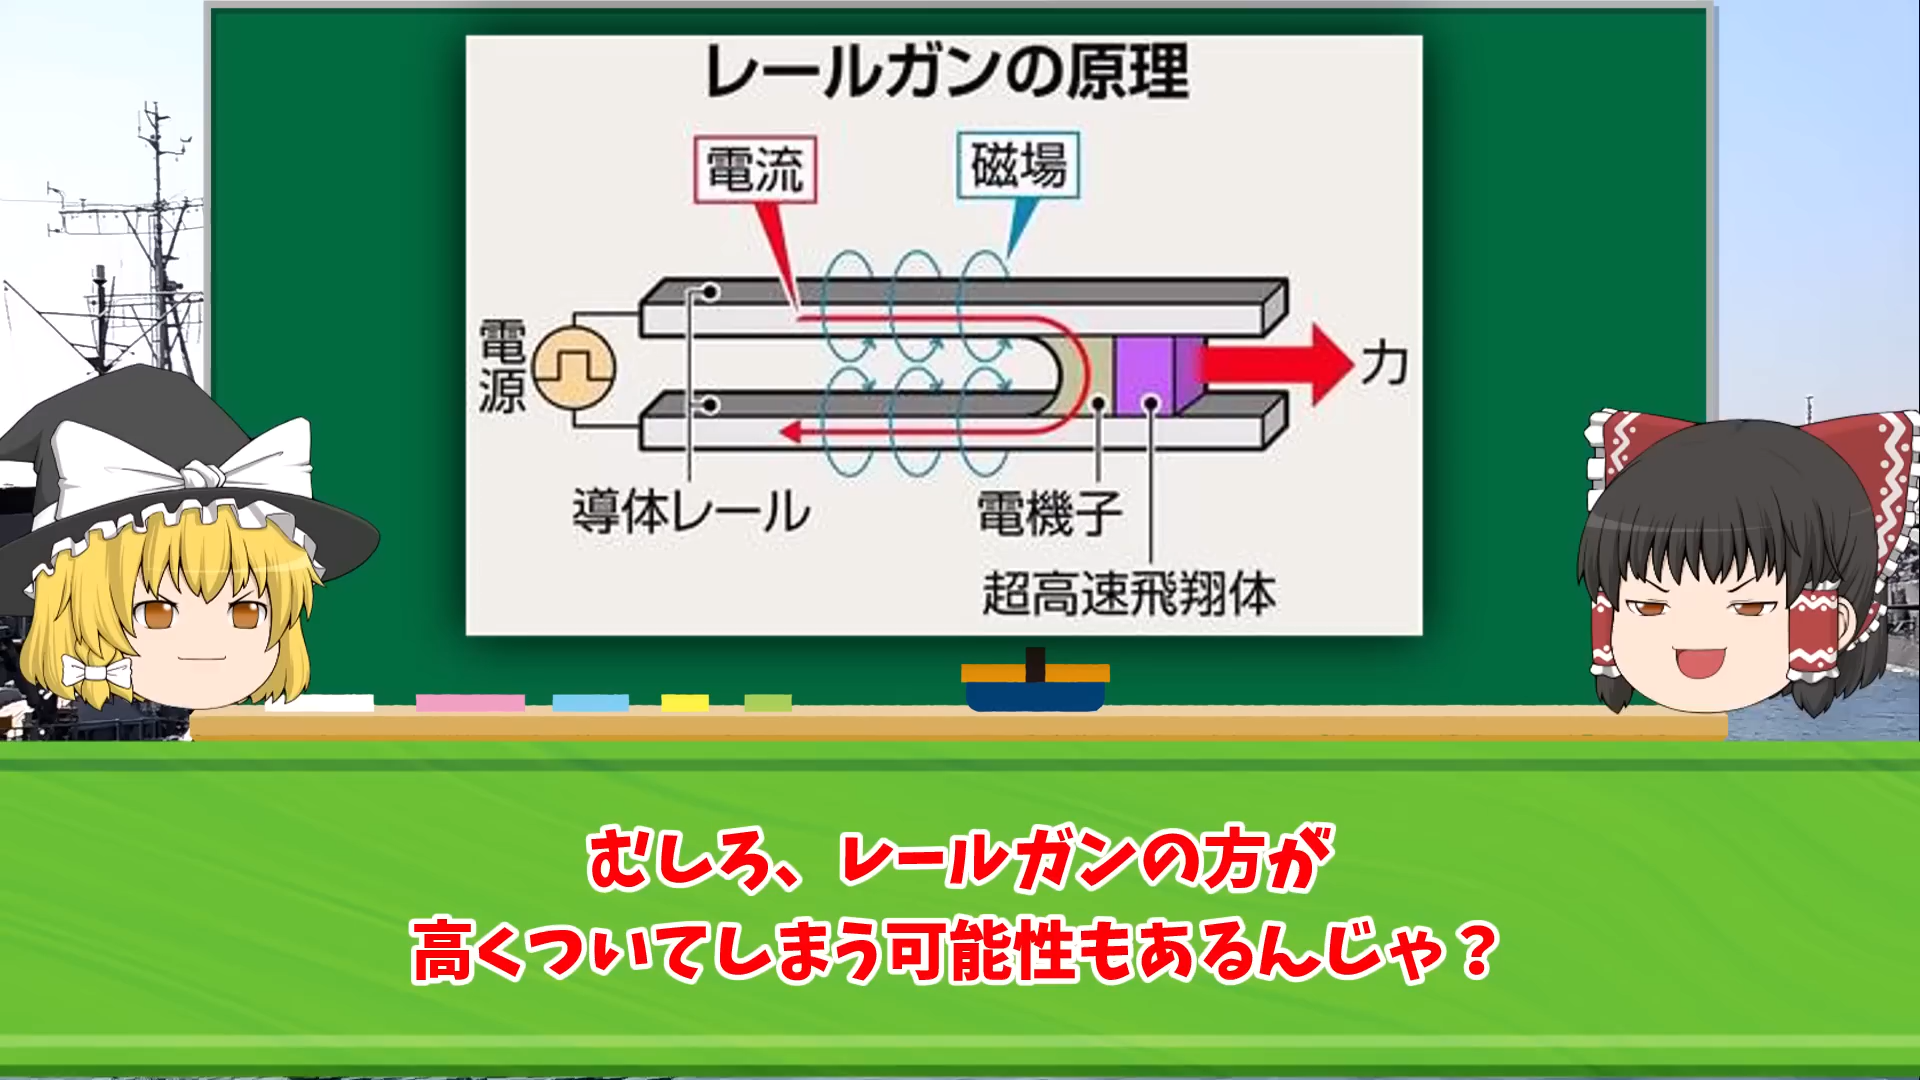 レールガンの原理
電流
磁場
電源
力
導体レール
電機子
超高速飛翔体
むしろ、レールガンの方が
高くついてしまう可能性もあるんじゃ？